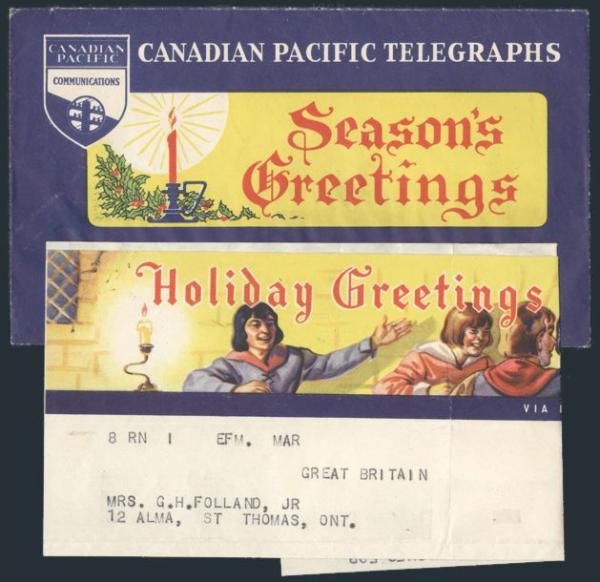 CANADIAN
PACIFIC
COMMUNICATIONS
CANADIAN PACIFIC TELEGRAPHS
Season's
Greetings
Holiday Greetings
VIA
8 RN 1 EFM. MAR
GREAT BRITAIN
MRS. G.H.FOLLAND, JR
12 ALMA, ST THOMAS, ONT.